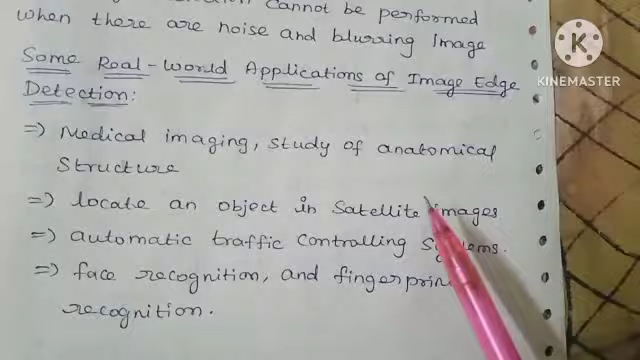 cannot be performed
when there are noise and blurring image
Some Real-World Applications of Image Edge
Detection:
⇒ Medical imaging, study of anatomical
structure
⇒ locate an object in satellite images
⇒ automatic traffic controlling systems.
⇒ face recognition, and fingerprint
recognition.
KINEMASTER